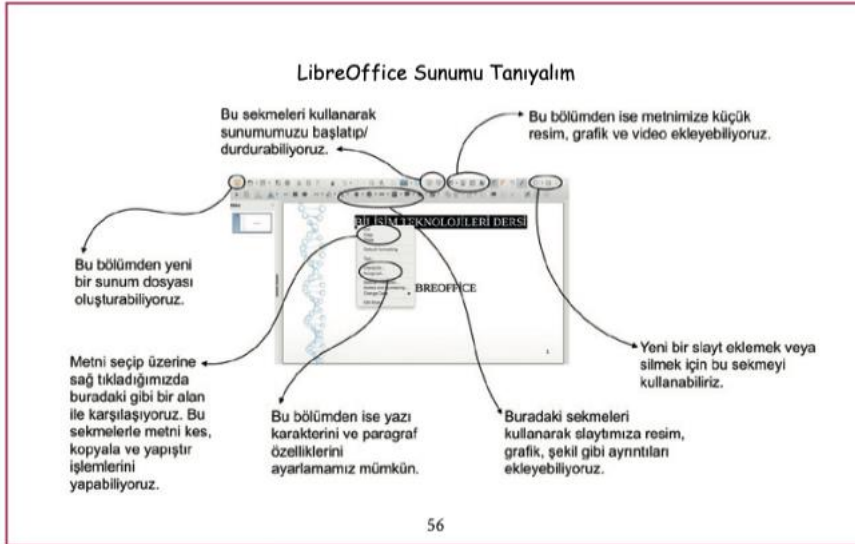 LibreOffice Sunumu Tanıyalım
Bu sekmeleri kullanarak
sunumumuzu başlatıp/
durdurabiliyoruz.
Bu bölümden ise metnimize küçük
resim, grafik ve video ekleyebiliyoruz.
BİLİŞİM TEKNOLOJİLERİ DERSİ
BREOFFICE
1
Bu bölümden yeni
bir sunum dosyası
oluşturabiliyoruz.
Metni seçip üzerine
sağ tıkladığımızda
buradaki gibi bir alan
ile karşılaşıyoruz. Bu
sekmelerle metni kes,
kopyala ve yapıştır
işlemlerini
yapabiliyoruz.
Bu bölümden ise yazı
karakterini ve paragraf
özelliklerini
ayarlamamız mümkün.
Buradaki sekmeleri
kullanarak slaytımıza resim,
grafik, şekil gibi ayrıntıları
ekleyebiliyoruz.
Yeni bir slayt eklemek veya
silmek için bu sekmeyi
kullanabiliriz.
56